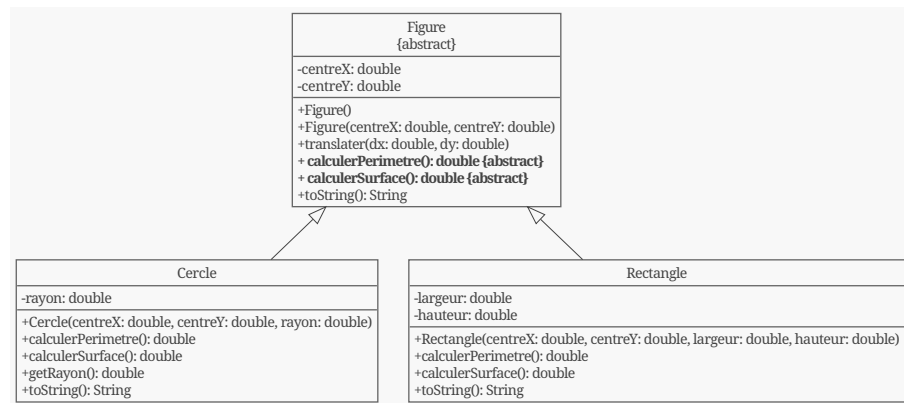 Figure
{abstract}
-centreX: double
-centreY: double
+Figure()
+Figure(centreX: double, centreY: double)
+translater(dx: double, dy: double)
+ calculerPerimetre(): double {abstract}
+ calculerSurface(): double {abstract}
+toString(): String
Cercle
-rayon: double
+Cercle(centreX: double, centreY: double, rayon: double)
+calculerPerimetre(): double
+calculerSurface(): double
+getRayon(): double
+toString(): String
Rectangle
-largeur: double
-hauteur: double
+Rectangle(centreX: double, centreY: double, largeur: double, hauteur: double)
+calculerPerimetre(): double
+calculerSurface(): double
+toString(): String